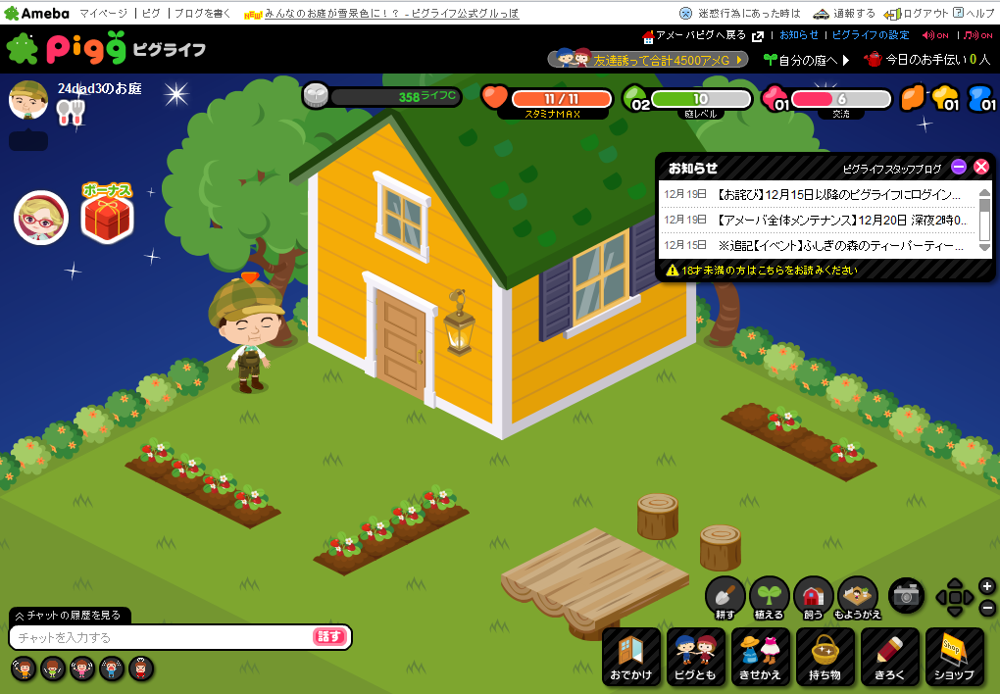 Ameba マイページ | ピグ | ブログを書く NEW みんなのお庭が雪景色に！？ - ピグライフ公式グルっぽ 迷惑行為にあった時は 通報する ログアウト ヘルプ
pigg ピグライフ
アメーバピグへ戻る | お知らせ | ピグライフの設定 ON | ON
友達誘って合計4500アメG
自分の庭へ 今日のお手伝い 0 人
24dad3のお庭
358ライフC
11 / 11
スタミナMAX
02 10
庭レベル
01 6
交流
01
01
ボーナス
お知らせ ピグライフスタッフブログ
12月19日 【お詫び】12月15日以降のピグライフにログイン...
12月19日 【アメーバ全体メンテナンス】12月20日 深夜2時0..
12月15日 ※追記【イベント】ふしぎの森のティーパーティー...
18才未満の方はこちらをお読みください
耕す 植える 飼う もようがえ
チャットの履歴を見る
チャットを入力する 話す
おでかけ ピグとも きせかえ 持ち物 きろく ショップ
Shop